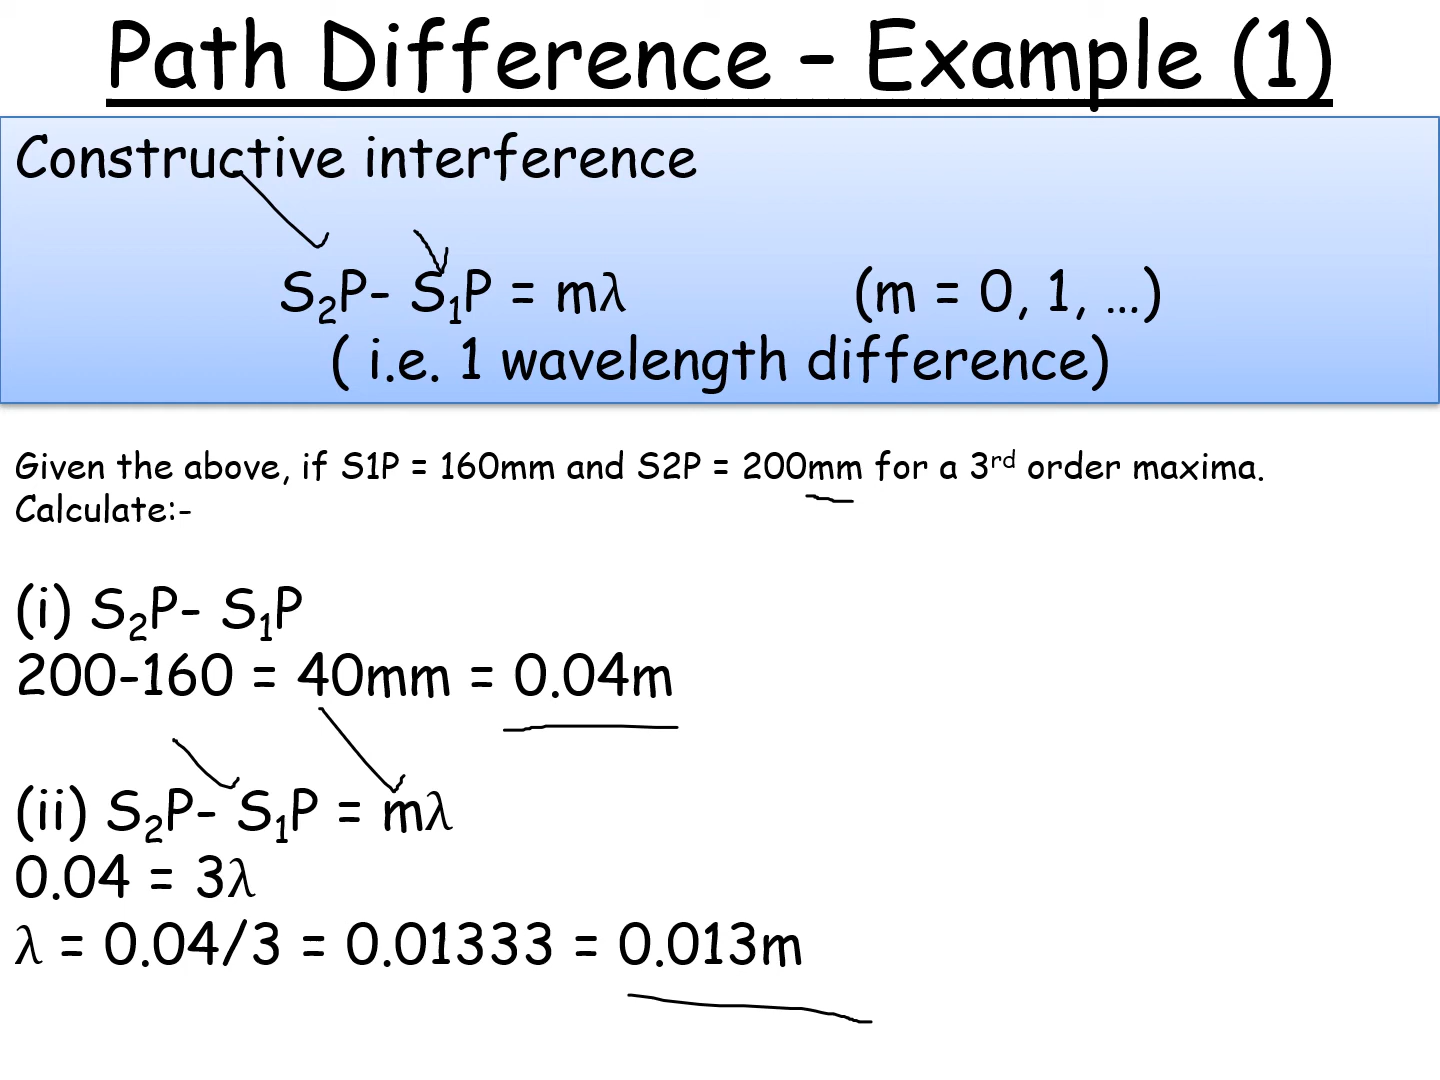 Path Difference – Example (1)
Constructive interference
S₂P- S₁P = mλ (m = 0, 1, …)
( i.e. 1 wavelength difference)
Given the above, if S1P = 160mm and S2P = 200mm for a 3ʳᵈ order maxima.
Calculate:-
(i) S₂P- S₁P
200-160 = 40mm = 0.04m
(ii) S₂P- S₁P = mλ
0.04 = 3λ
λ = 0.04/3 = 0.01333 = 0.013m